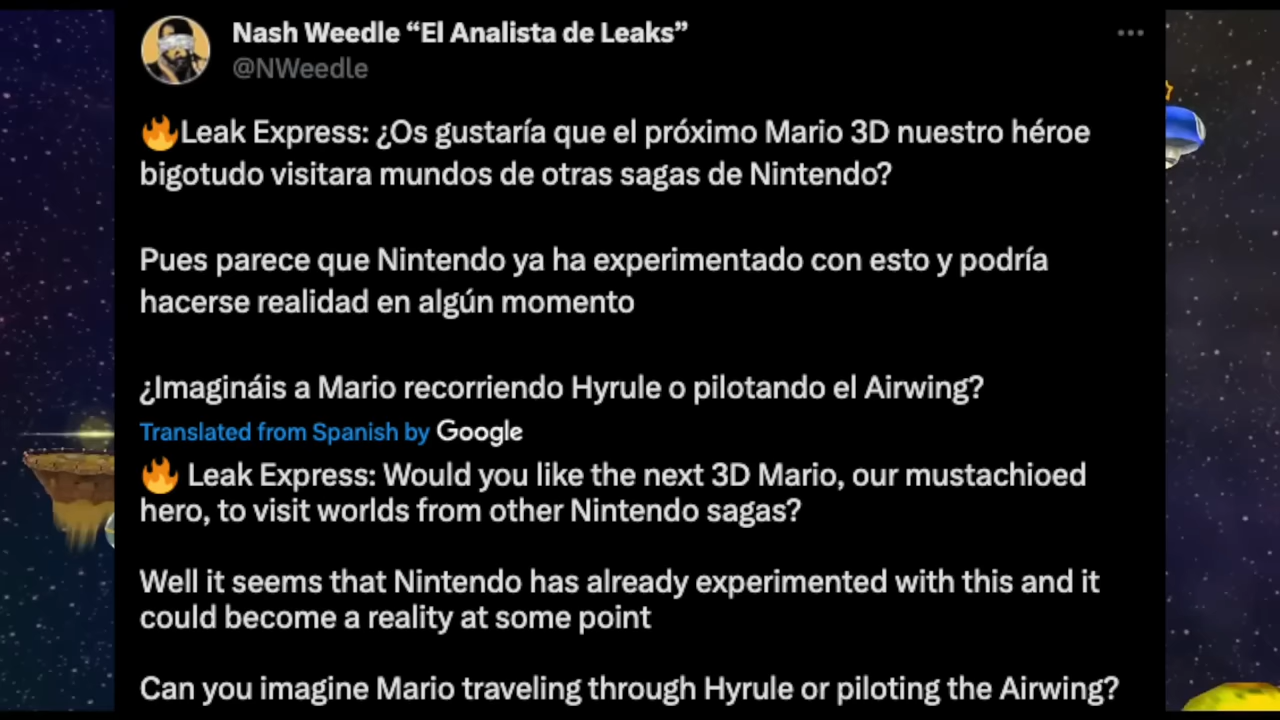 Nash Weedle “El Analista de Leaks”
@NWeedle
🔥Leak Express: ¿Os gustaría que el próximo Mario 3D nuestro héroe
bigotudo visitara mundos de otras sagas de Nintendo?
Pues parece que Nintendo ya ha experimentado con esto y podría
hacerse realidad en algún momento
¿Imagináis a Mario recorriendo Hyrule o pilotando el Airwing?
Translated from Spanish by Google
🔥 Leak Express: Would you like the next 3D Mario, our mustachioed
hero, to visit worlds from other Nintendo sagas?
Well it seems that Nintendo has already experimented with this and it
could become a reality at some point
Can you imagine Mario traveling through Hyrule or piloting the Airwing?